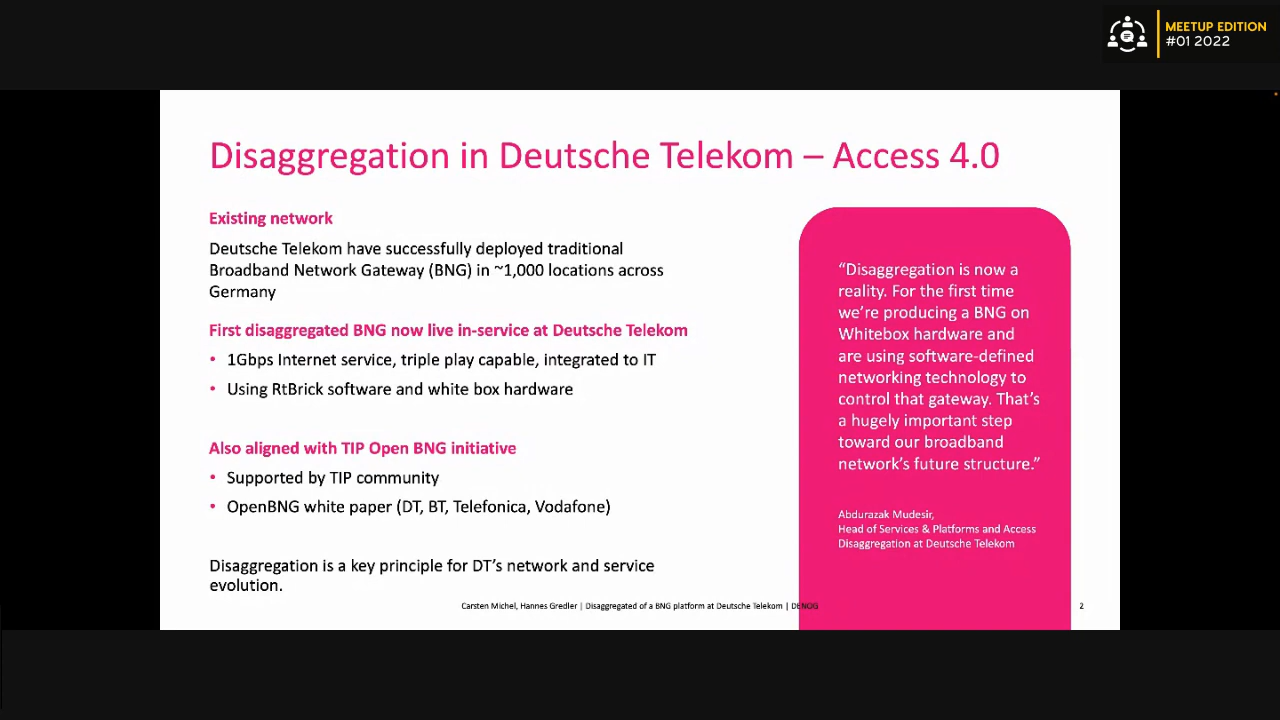 MEETUP EDITION
#01 2022
Disaggregation in Deutsche Telekom – Access 4.0
Existing network
Deutsche Telekom have successfully deployed traditional
Broadband Network Gateway (BNG) in ~1,000 locations across
Germany
First disaggregated BNG now live in-service at Deutsche Telekom
• 1Gbps Internet service, triple play capable, integrated to IT
• Using RtBrick software and white box hardware
Also aligned with TIP Open BNG initiative
• Supported by TIP community
• OpenBNG white paper (DT, BT, Telefonica, Vodafone)
Disaggregation is a key principle for DT’s network and service
evolution.
“Disaggregation is now a
reality. For the first time
we’re producing a BNG on
Whitebox hardware and
are using software-defined
networking technology to
control that gateway. That’s
a hugely important step
toward our broadband
network’s future structure.”
Abdurazak Mudesir,
Head of Services & Platforms and Access
Disaggregation at Deutsche Telekom
Carsten Michel, Hannes Gredler | Disaggregated of a BNG platform at Deutsche Telekom | DENOG
2